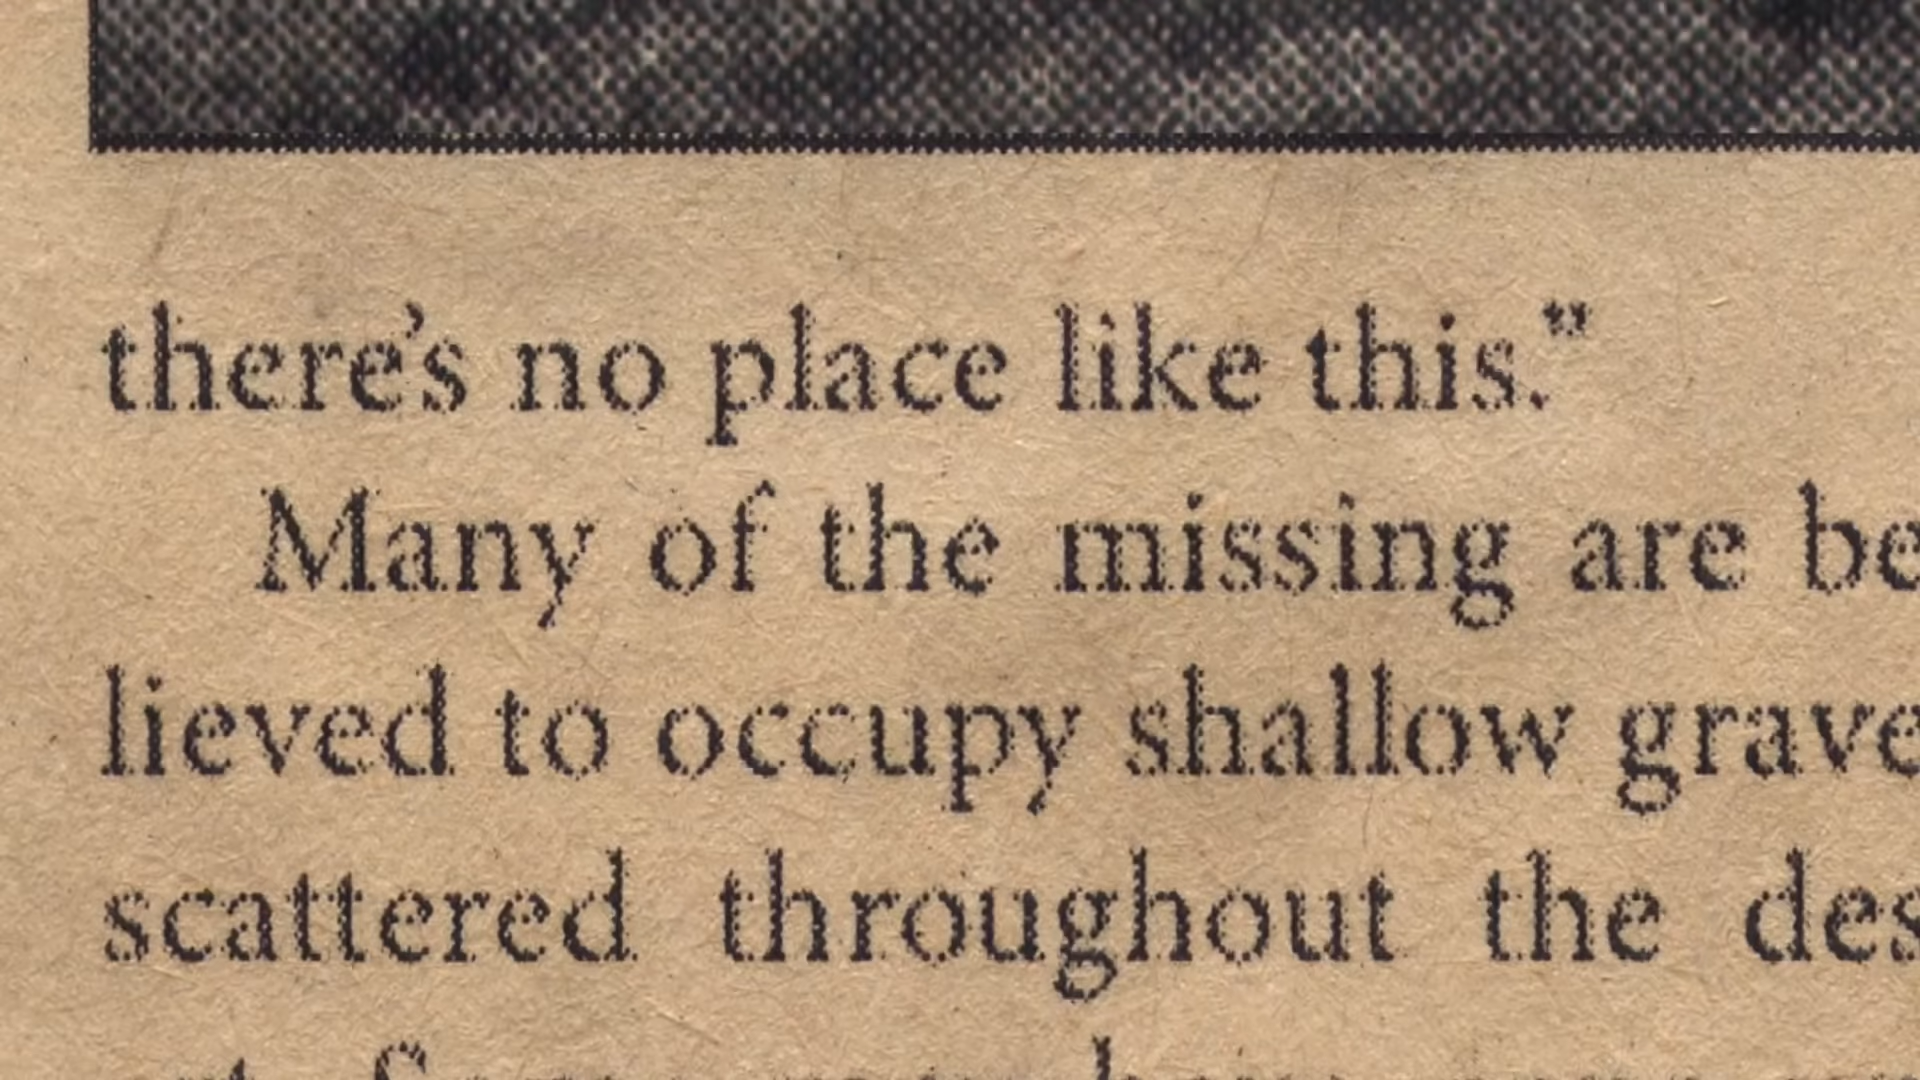 there's no place like this."
Many of the missing are be
lieved to occupy shallow grave
scattered throughout the des